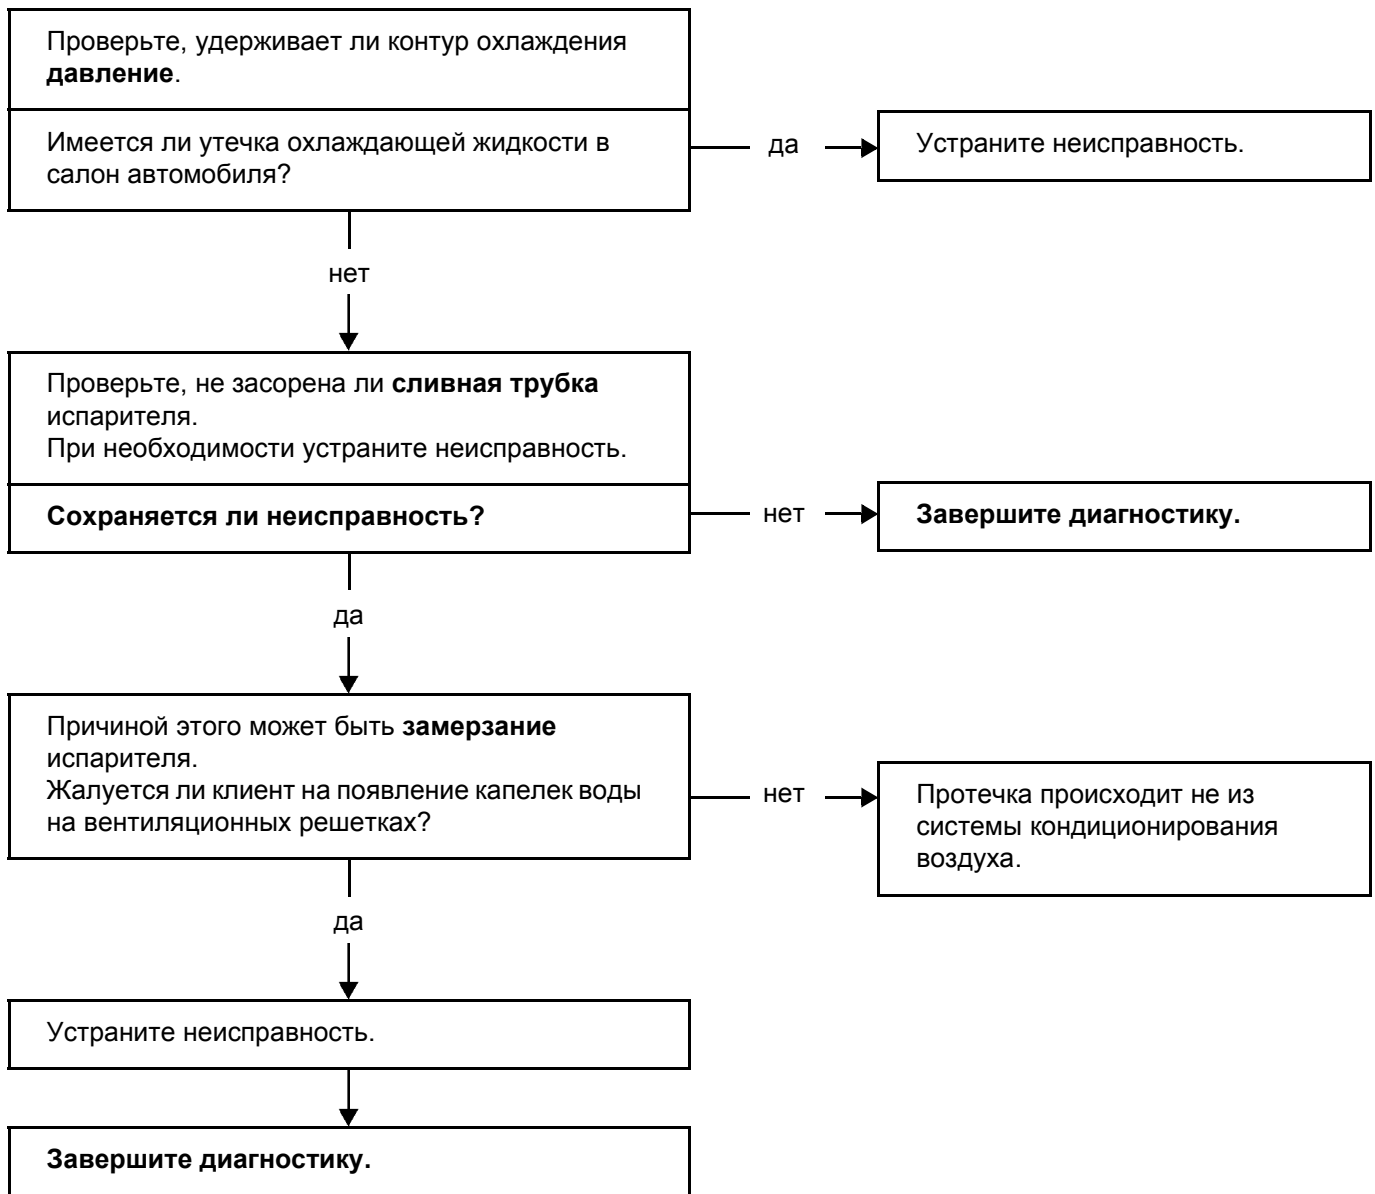 Проверьте, удерживает ли контур охлаждения
давление.
Имеется ли утечка охлаждающей жидкости в
салон автомобиля?
да
Устраните неисправность.
нет
Проверьте, не засорена ли сливная трубка
испарителя.
При необходимости устраните неисправность.
Сохраняется ли неисправность?
нет
Завершите диагностику.
да
Причиной этого может быть замерзание
испарителя.
Жалуется ли клиент на появление капелек воды
на вентиляционных решетках?
нет
Протечка происходит не из
системы кондиционирования
воздуха.
да
Устраните неисправность.
Завершите диагностику.